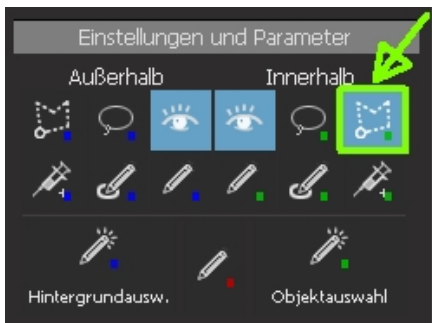 Einstellungen und Parameter
Außerhalb Innerhalb
Hintergrundausw. Objektauswahl